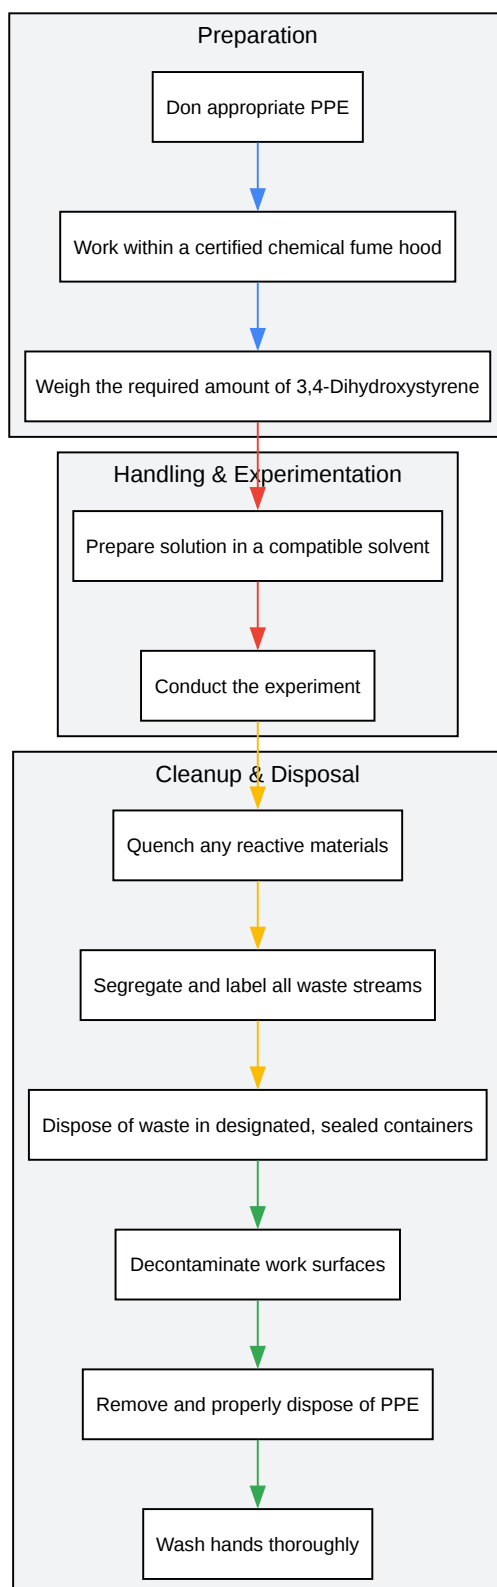 Preparation
Don appropriate PPE
Work within a certified chemical fume hood
Weigh the required amount of 3,4-Dihydroxystyrene
Handling & Experimentation
Prepare solution in a compatible solvent
Conduct the experiment
Cleanup & Disposal
Quench any reactive materials
Segregate and label all waste streams
Dispose of waste in designated, sealed containers
Decontaminate work surfaces
Remove and properly dispose of PPE
Wash hands thoroughly